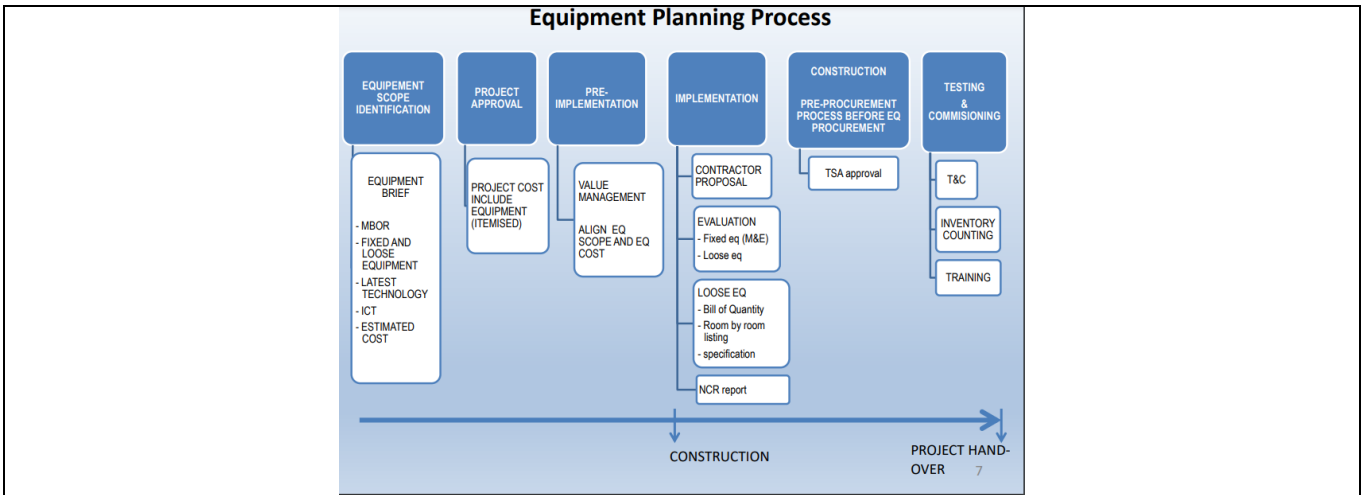 Equipment Planning Process
EQUIPEMENT
SCOPE
IDENTIFICATION
PROJECT
APPROVAL
PRE-
IMPLEMENTATION
IMPLEMENTATION
CONSTRUCTION
PRE-PROCUREMENT
PROCESS BEFORE EQ
PROCUREMENT
TESTING
&
COMMISIONING
EQUIPMENT
BRIEF
- MBOR
- FIXED AND
LOOSE
EQUIPMENT
- LATEST
TECHNOLOGY
- ICT
- ESTIMATED
COST
PROJECT COST
INCLUDE
EQUIPMENT
(ITEMISED)
VALUE
MANAGEMENT
ALIGN EQ
SCOPE AND EQ
COST
CONTRACTOR
PROPOSAL
EVALUATION
- Fixed eq (M&E)
- Loose eq
LOOSE EQ
- Bill of Quantity
- Room by room
listing
- specification
NCR report
TSA approval
T&C
INVENTORY
COUNTING
TRAINING
CONSTRUCTION
PROJECT HAND-
OVER 7